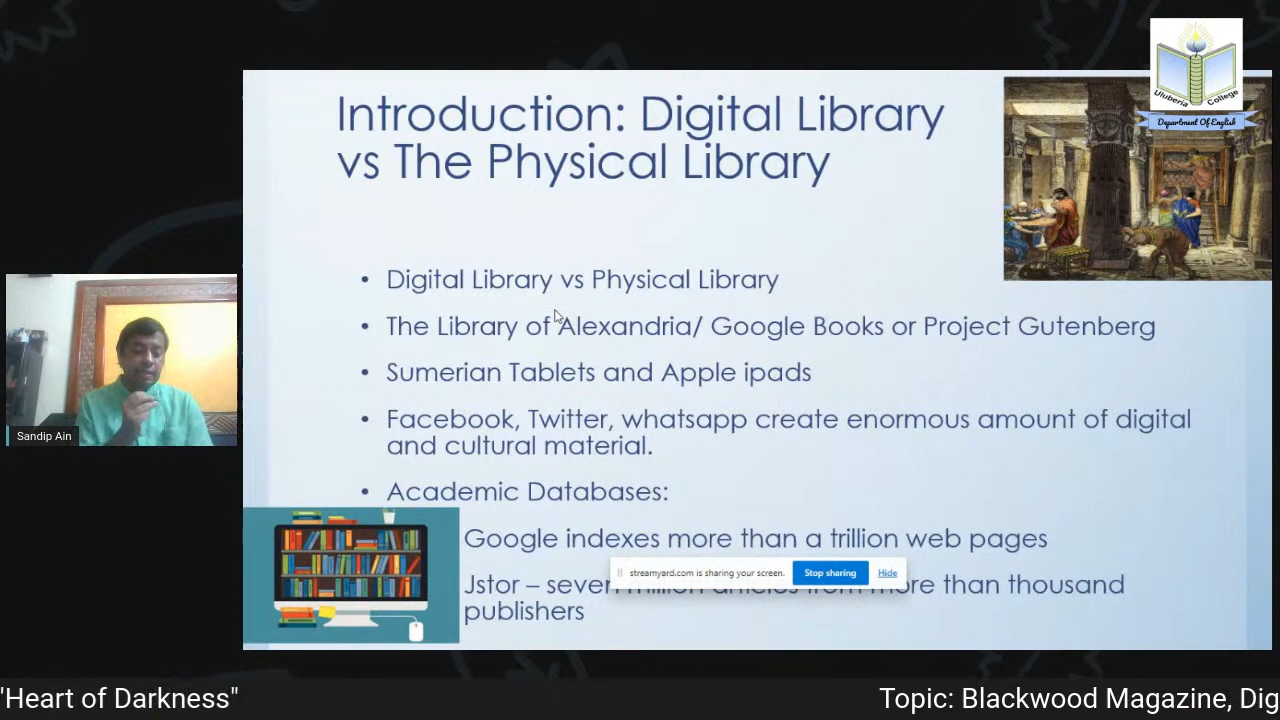 Uluberia College
Department Of English
Introduction: Digital Library
vs The Physical Library
• Digital Library vs Physical Library
• The Library of Alexandria/ Google Books or Project Gutenberg
• Sumerian Tablets and Apple ipads
• Facebook, Twitter, whatsapp create enormous amount of digital
and cultural material.
• Academic Databases:
Google indexes more than a trillion web pages
streamyard.com is sharing your screen. Stop sharing Hide
Jstor – seven million articles from more than thousand
publishers
Sandip Ain
"Heart of Darkness" Topic: Blackwood Magazine, Dig